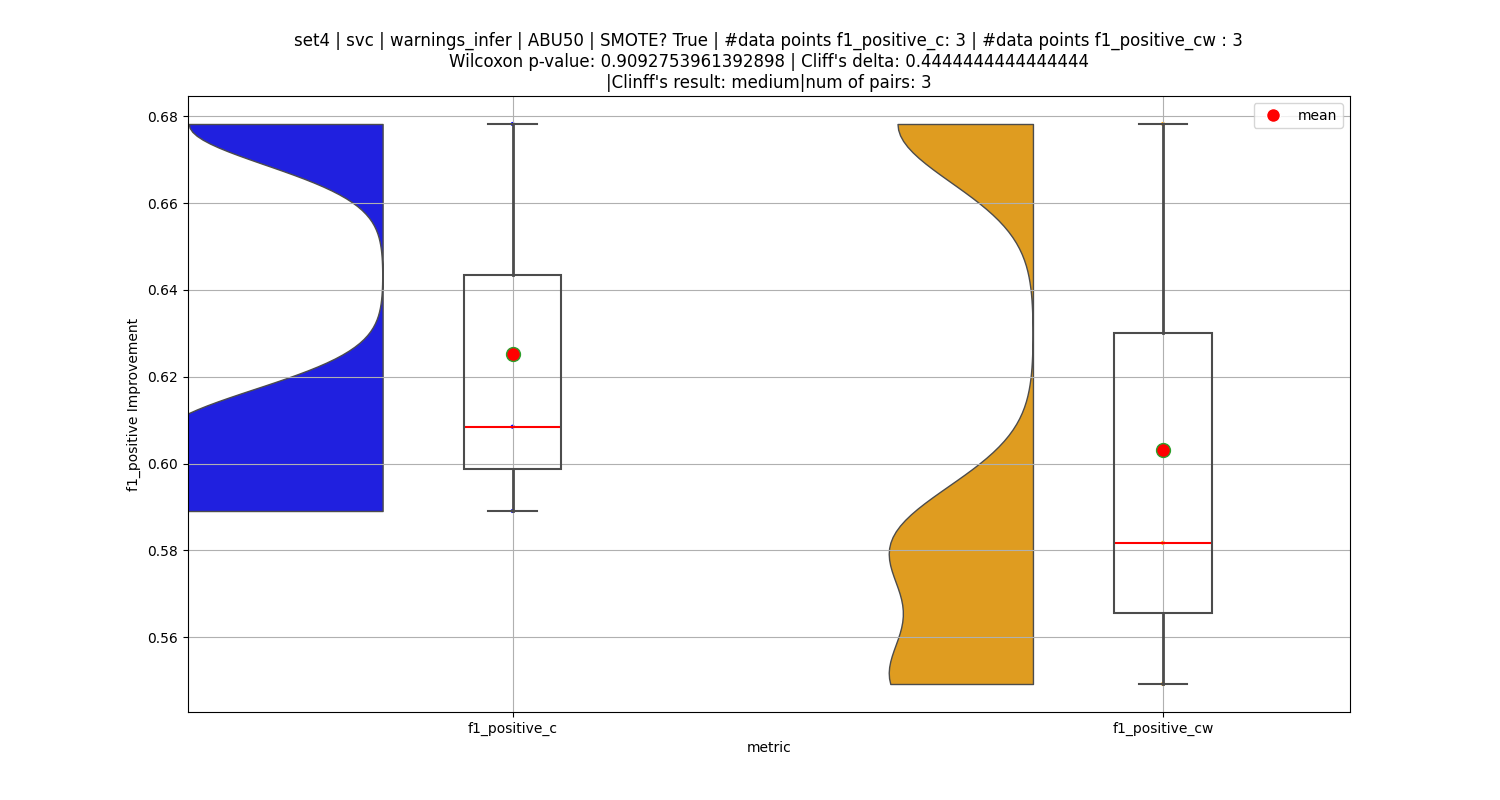 set4 | svc | warnings_infer | ABU50 | SMOTE? True | #data points f1_positive_c: 3 | #data points f1_positive_cw : 3
Wilcoxon p-value: 0.9092753961392898 | Cliff's delta: 0.4444444444444444
|Clinff's result: medium|num of pairs: 3
mean
0.68
0.66
0.64
0.62
0.60
0.58
0.56
f1_positive Improvement
f1_positive_c
f1_positive_cw
metric